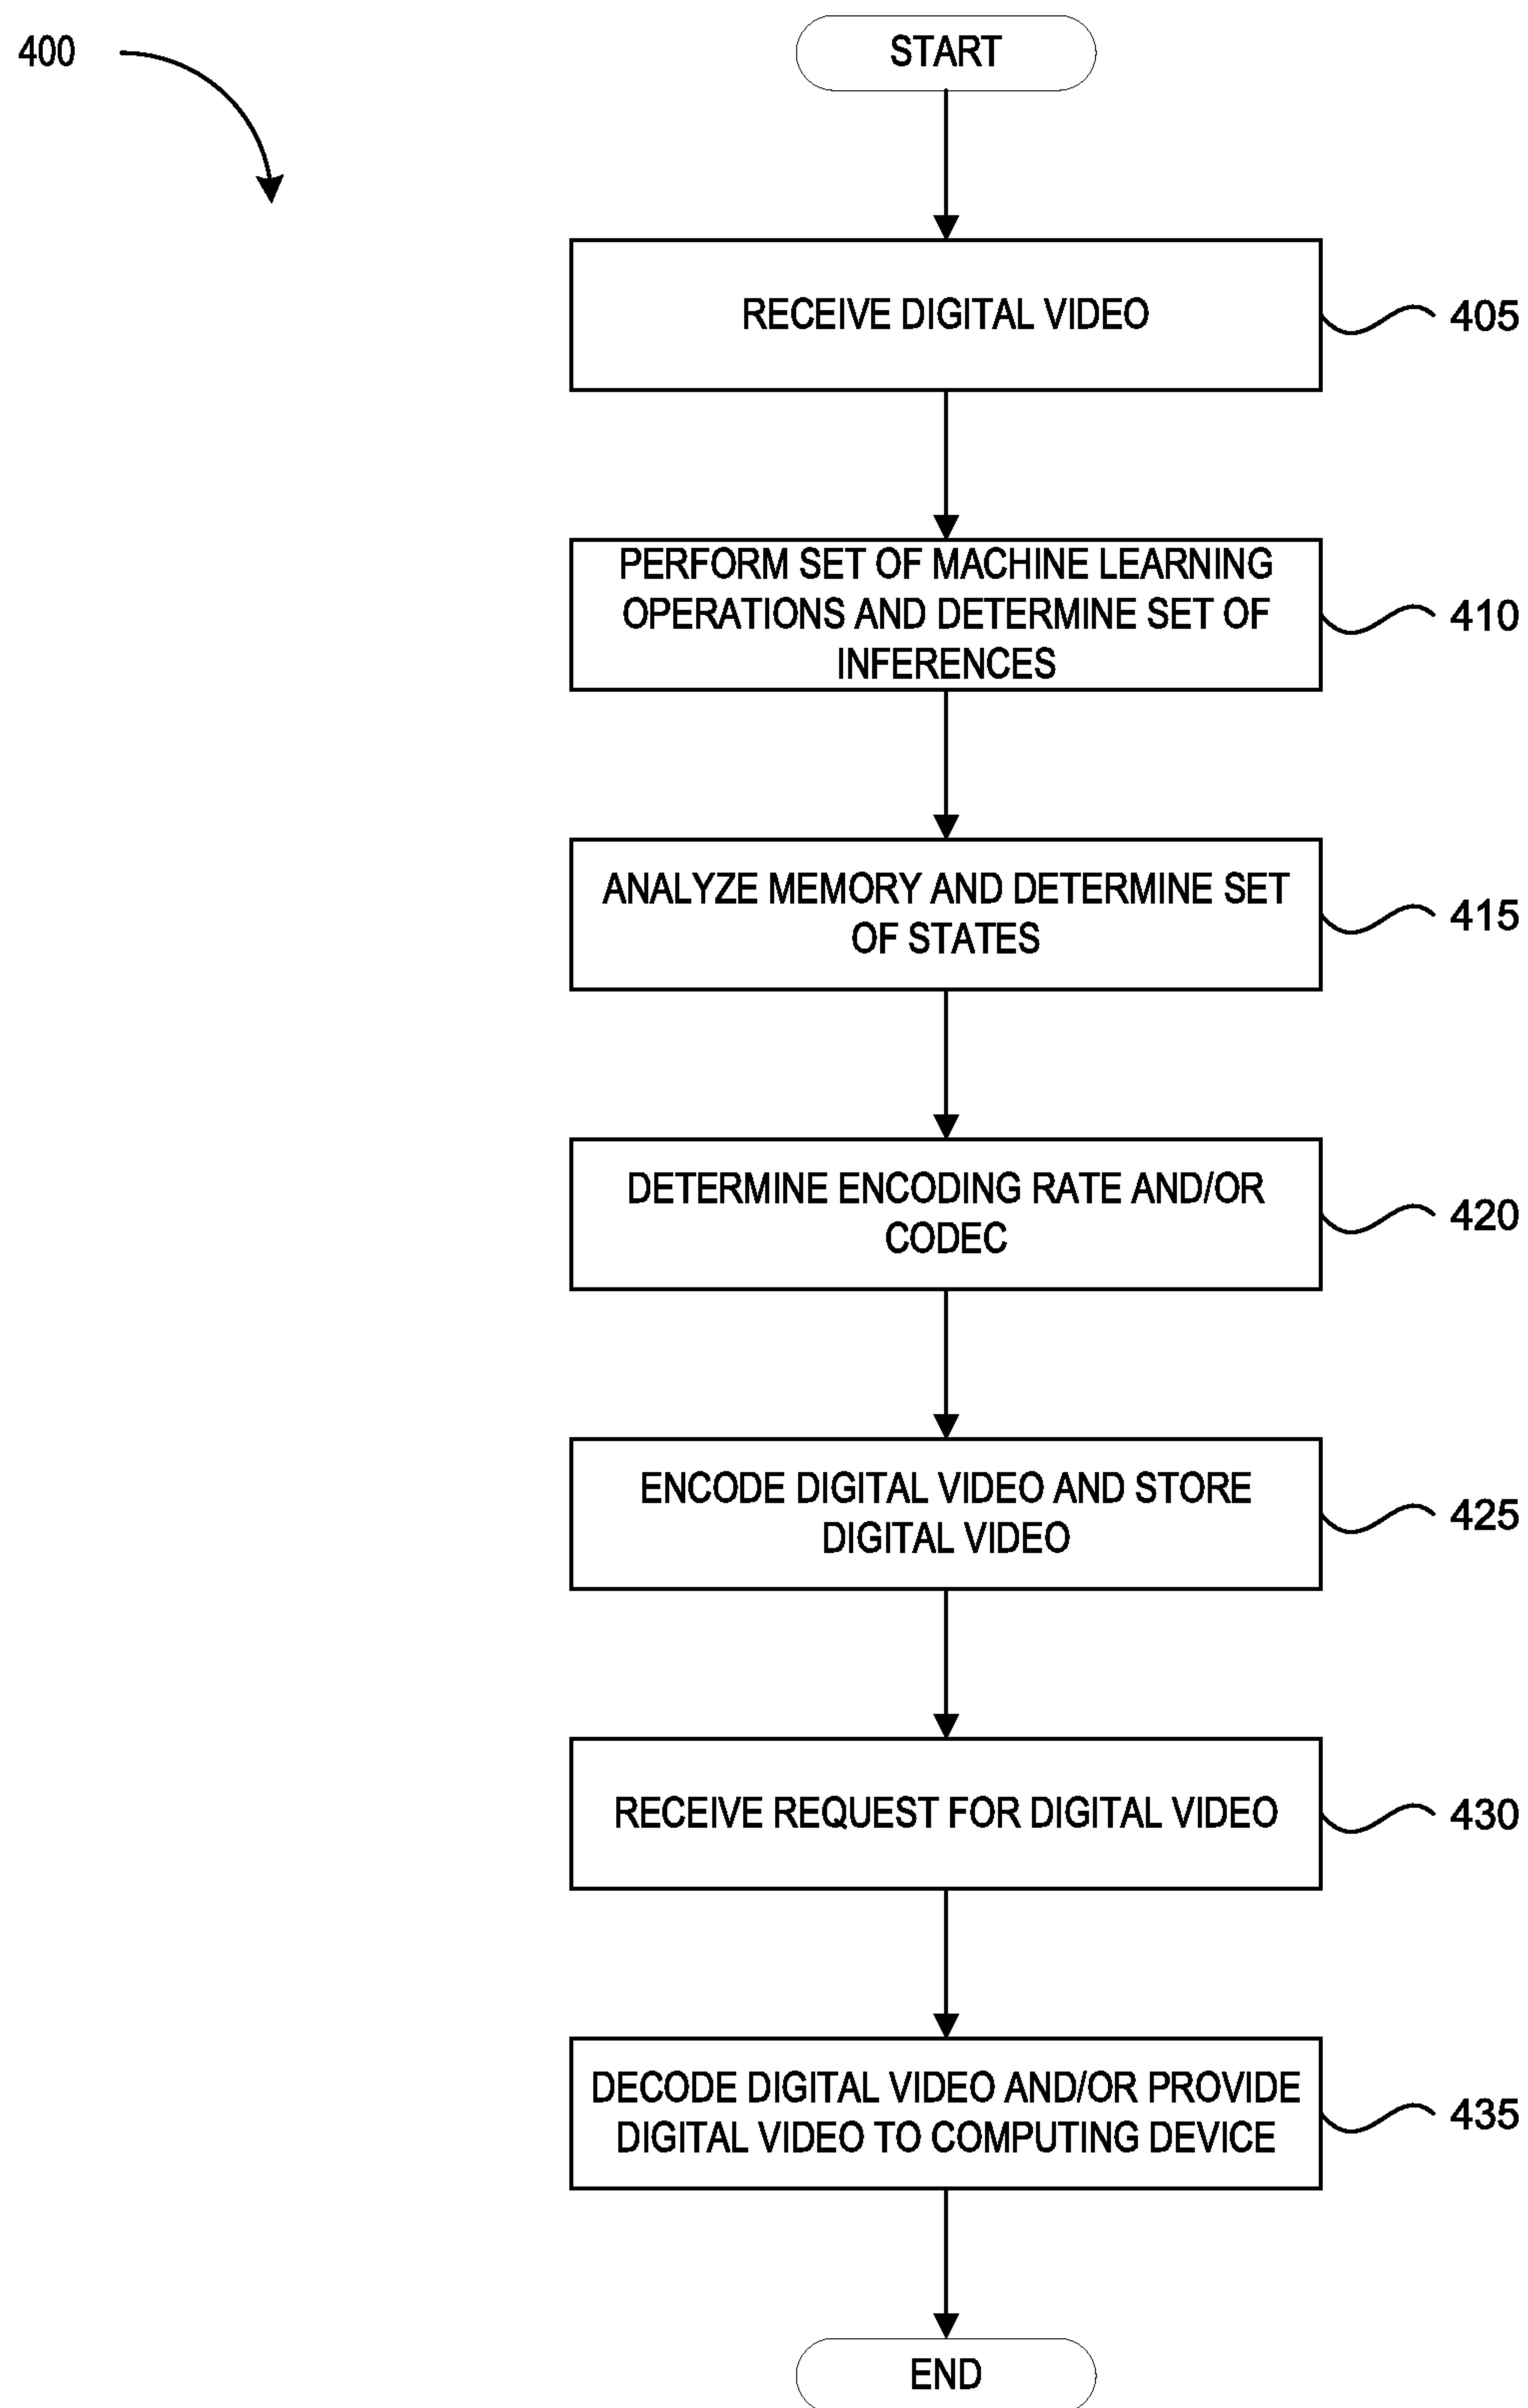 400
START
RECEIVE DIGITAL VIDEO
405
PERFORM SET OF MACHINE LEARNING
OPERATIONS AND DETERMINE SET OF
INFERENCES
410
ANALYZE MEMORY AND DETERMINE SET
OF STATES
415
DETERMINE ENCODING RATE AND/OR
CODEC
420
ENCODE DIGITAL VIDEO AND STORE
DIGITAL VIDEO
425
RECEIVE REQUEST FOR DIGITAL VIDEO
430
DECODE DIGITAL VIDEO AND/OR PROVIDE
DIGITAL VIDEO TO COMPUTING DEVICE
435
END